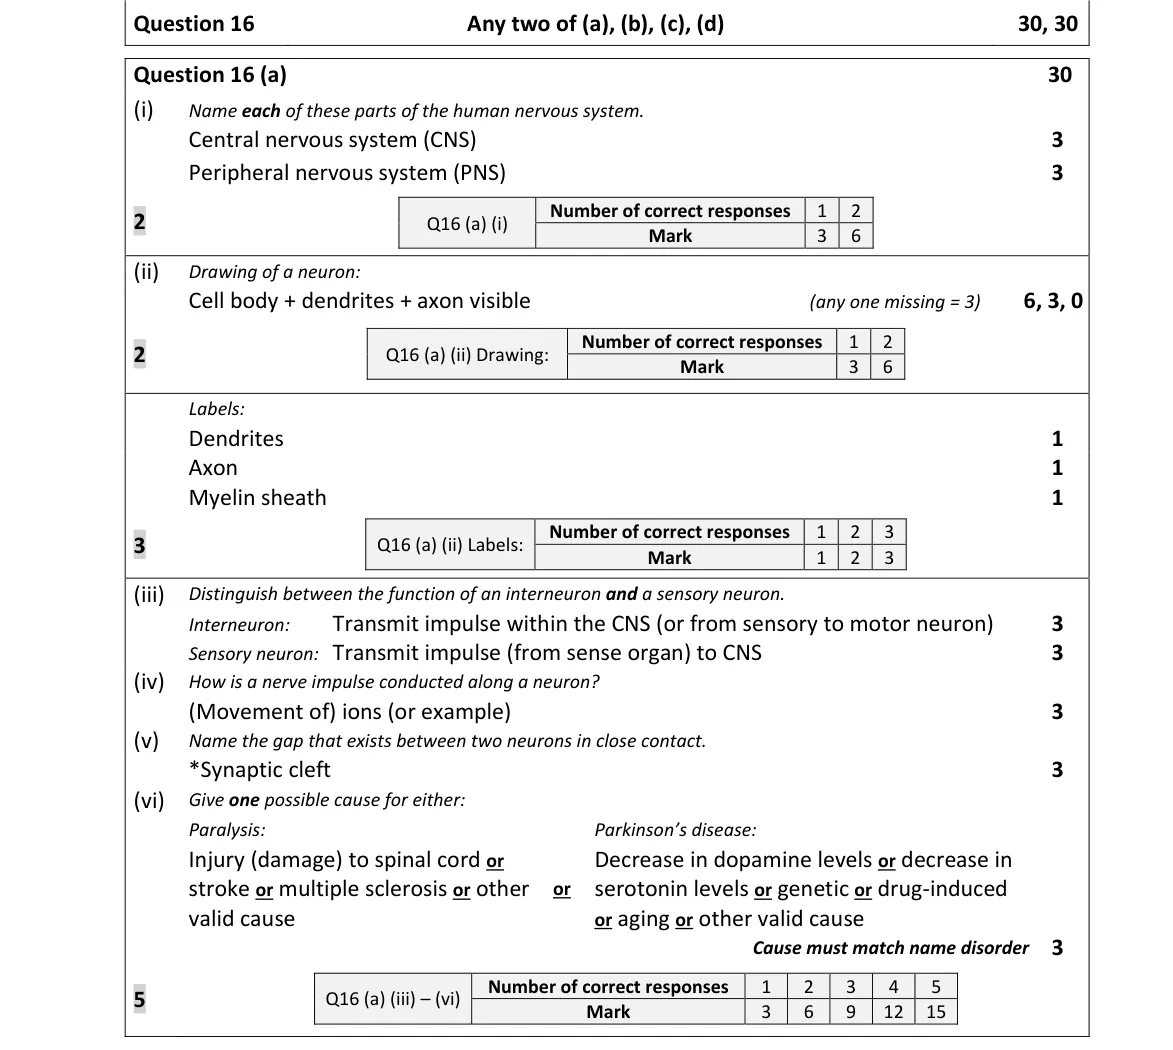 Question 16 Any two of (a), (b), (c), (d) 30, 30
Question 16 (a) 30
(i) Name each of these parts of the human nervous system.
Central nervous system (CNS) 3
Peripheral nervous system (PNS) 3
2 Q16 (a) (i) Number of correct responses 1 2
Mark 3 6
(ii) Drawing of a neuron:
Cell body + dendrites + axon visible (any one missing = 3) 6, 3, 0
2 Q16 (a) (ii) Drawing: Number of correct responses 1 2
Mark 3 6
Labels:
Dendrites 1
Axon 1
Myelin sheath 1
3 Q16 (a) (ii) Labels: Number of correct responses 1 2 3
Mark 1 2 3
(iii) Distinguish between the function of an interneuron and a sensory neuron.
Interneuron: Transmit impulse within the CNS (or from sensory to motor neuron) 3
Sensory neuron: Transmit impulse (from sense organ) to CNS 3
(iv) How is a nerve impulse conducted along a neuron?
(Movement of) ions (or example) 3
(v) Name the gap that exists between two neurons in close contact.
*Synaptic cleft 3
(vi) Give one possible cause for either:
Paralysis: Parkinson’s disease:
Injury (damage) to spinal cord or Decrease in dopamine levels or decrease in
stroke or multiple sclerosis or other or serotonin levels or genetic or drug-induced
valid cause or aging or other valid cause
Cause must match name disorder 3
5 Q16 (a) (iii) – (vi) Number of correct responses 1 2 3 4 5
Mark 3 6 9 12 15